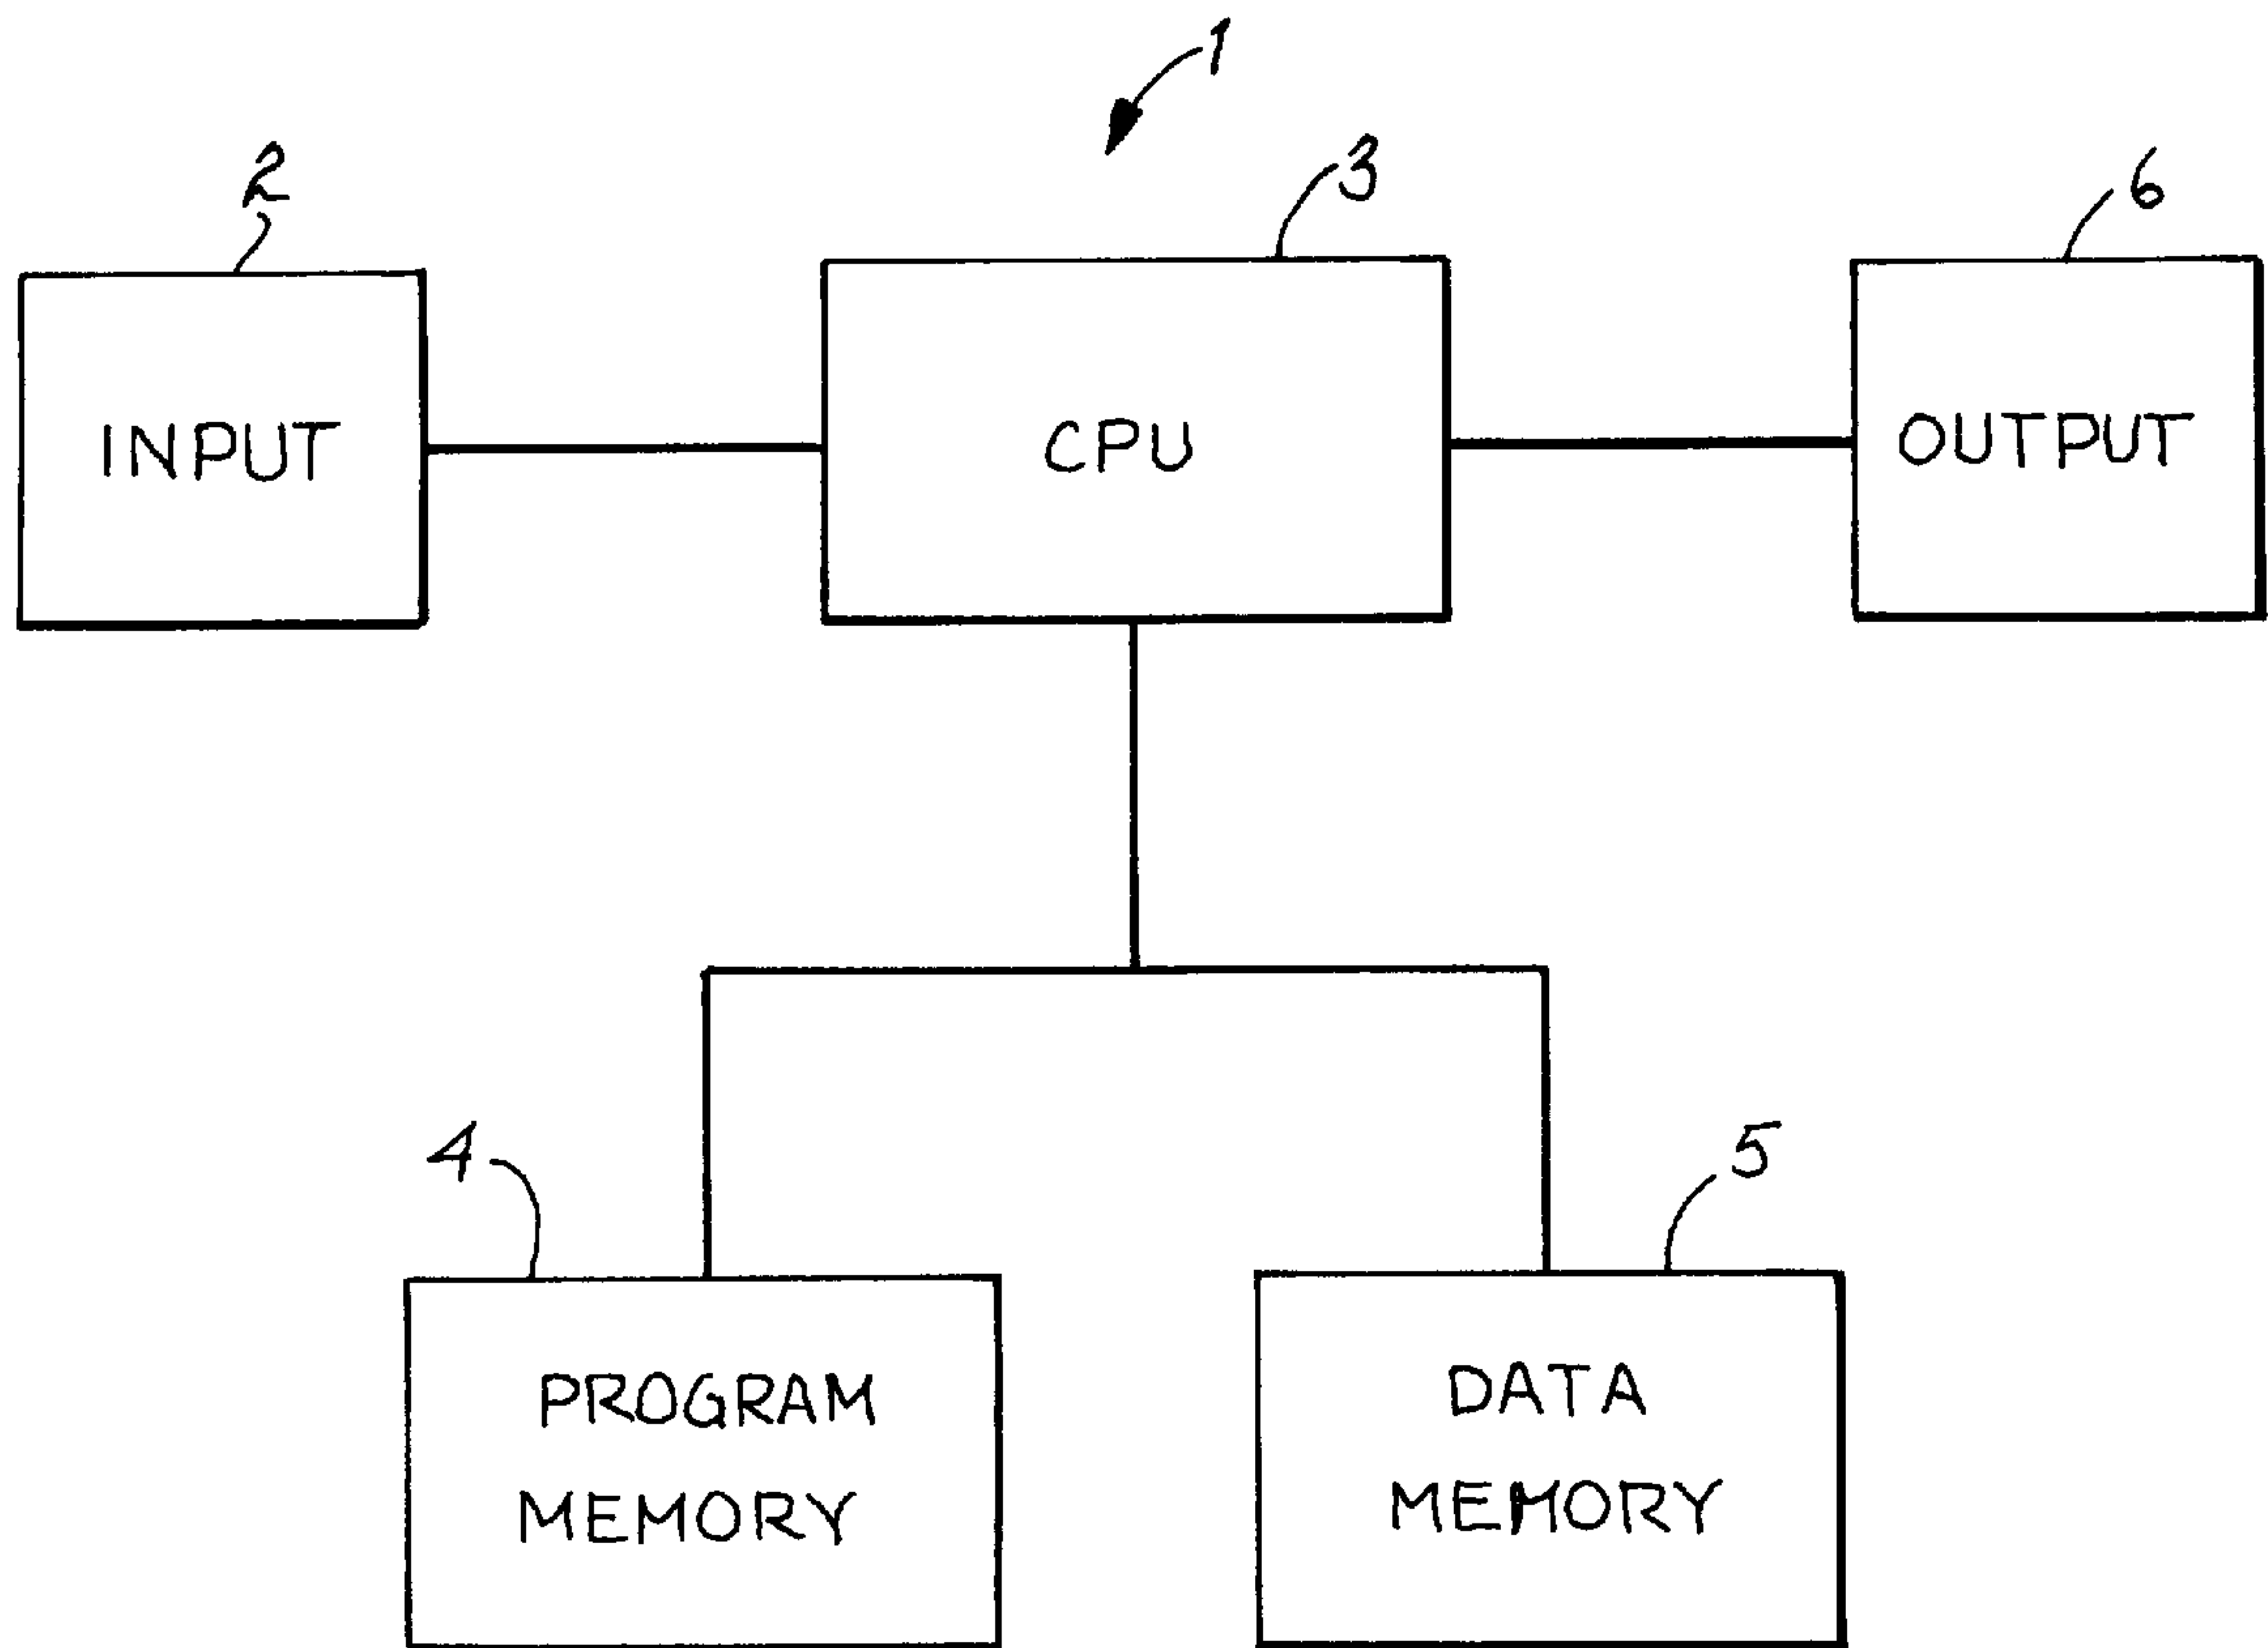 1
2
3
6
INPUT
CPU
OUTPUT
4
5
PROGRAM
MEMORY
DATA
MEMORY